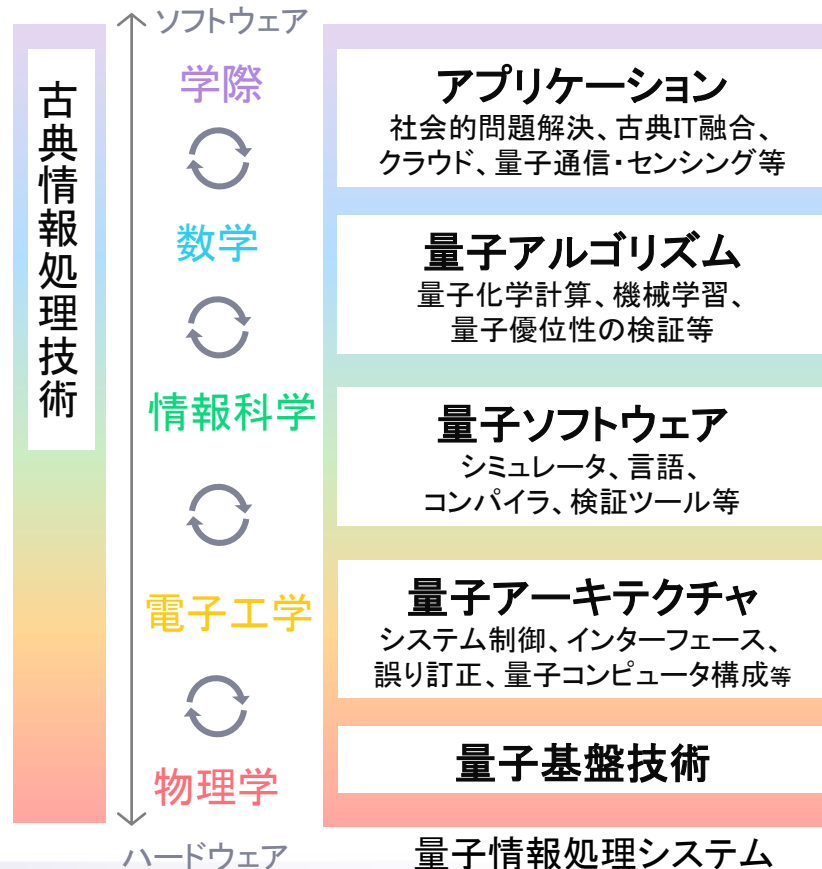 ソフトウェア
古典情報処理技術
学際
アプリケーション
社会的問題解決、古典IT融合、
クラウド、量子通信・センシング等
数学
量子アルゴリズム
量子化学計算、機械学習、
量子優位性の検証等
情報科学
量子ソフトウェア
シミュレータ、言語、
コンパイラ、検証ツール等
電子工学
量子アーキテクチャ
システム制御、インターフェース、
誤り訂正、量子コンピュータ構成等
物理学
量子基盤技術
ハードウェア
量子情報処理システム